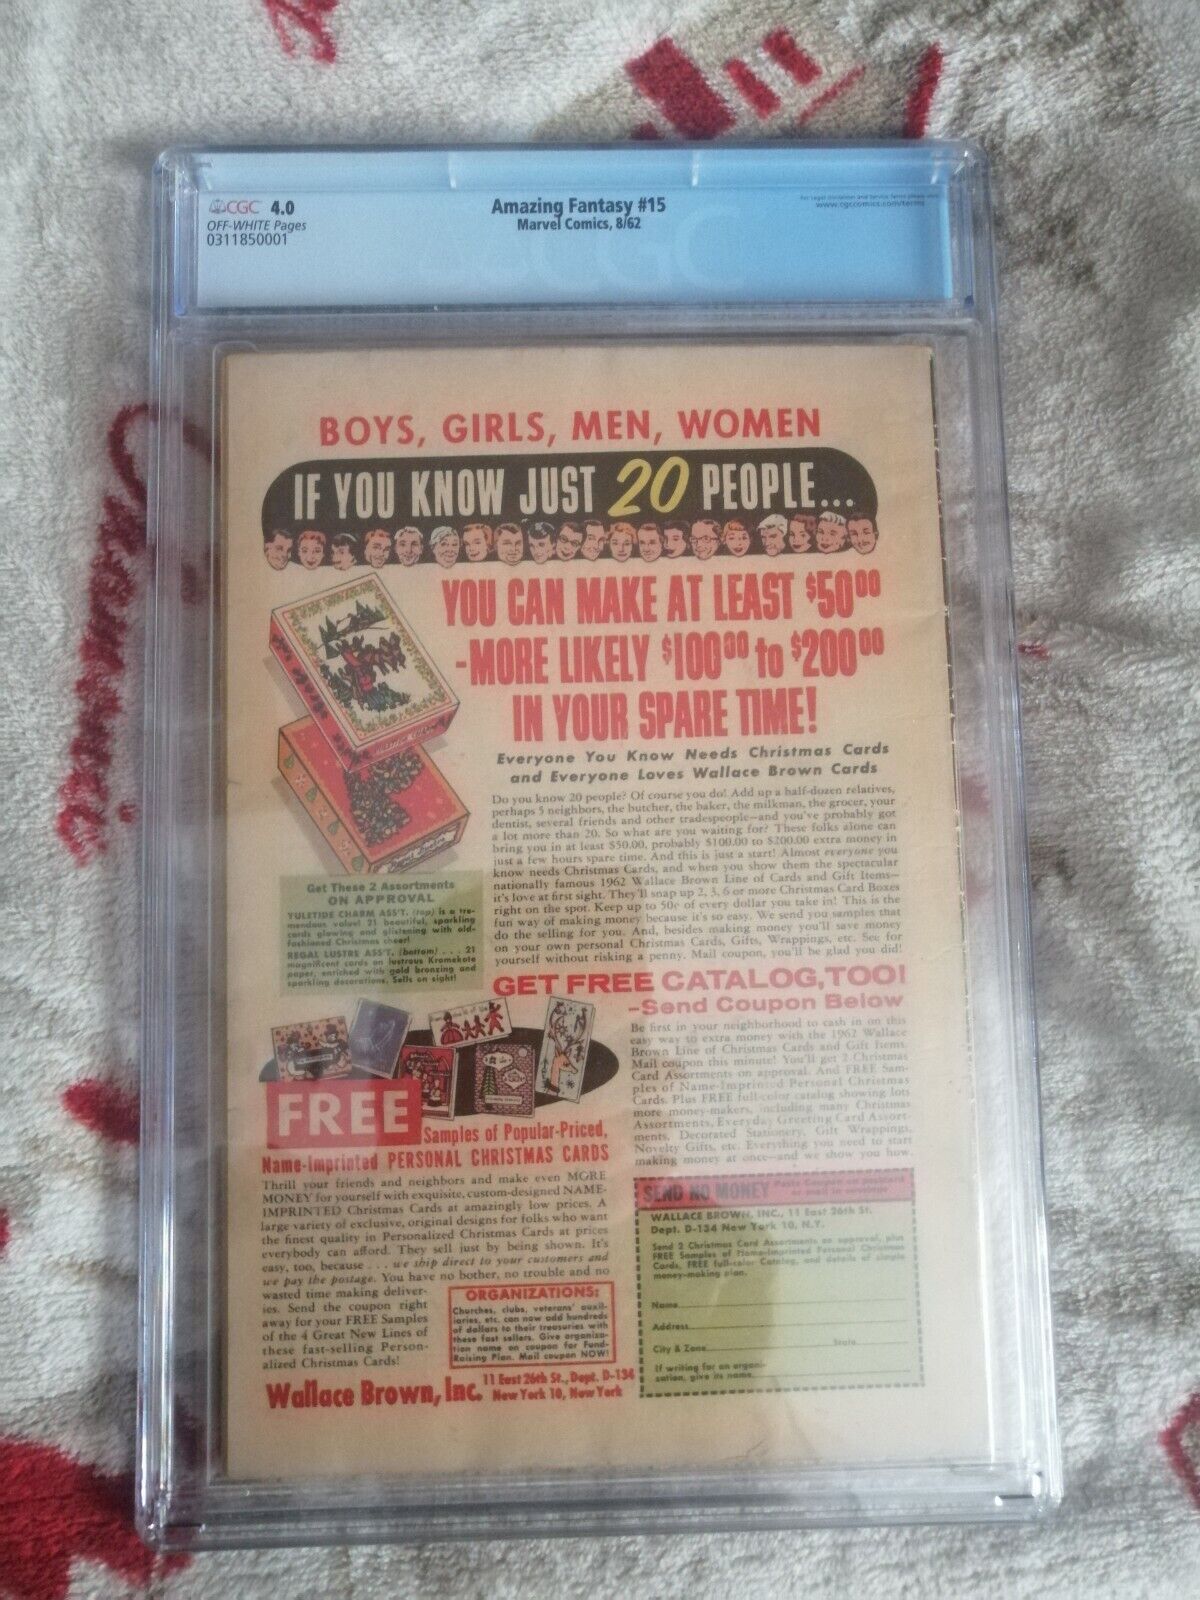 CGC 4.0
OFF-WHITE Pages
0311850001
Amazing Fantasy #15
Marvel Comics, 8/62
www.cgccomics.com/terms
BOYS, GIRLS, MEN, WOMEN
IF YOU KNOW JUST 20 PEOPLE...
YOU CAN MAKE AT LEAST $50.00
-MORE LIKELY $100.00 to $200.00
IN YOUR SPARE TIME!
Everyone You Know Needs Christmas Cards
and Everyone Loves Wallace Brown Cards
Do you know 20 people? Of course you do! Add up a half-dozen relatives,
perhaps 5 neighbors, the butcher, the baker, the milkman, the grocer, your
dentist, several friends and other tradespeople—and you've probably got
a lot more than 20. So what are you waiting for? These folks alone can
bring you in at least $50.00, probably $100.00 to $200.00 extra money in
just a few hours spare time. And this is just a start! Almost everyone you
know needs Christmas Cards, and when you show them the spectacular
nationally famous 1962 Wallace Brown Line of Cards and Gift Items—
it's love at first sight. They'll snap up 2, 3, 6 or more Christmas Card Boxes
right on the spot. Keep up to 50¢ of every dollar you take in! This is the
fun way of making money because it's so easy. We send you samples that
do the selling for you. And, besides making money you'll save money
on your own personal Christmas Cards, Gifts, Wrappings, etc. See for
yourself without risking a penny. Mail coupon, you'll be glad you did!
Get These 2 Assortments
ON APPROVAL
YULETIDE CHARM ASS'T. (top) is a tre-
mendous value! 21 beautiful, sparkling
cards glowing and glistening with old-
fashioned Christmas cheer!
REGAL LUSTRE ASS'T. (bottom) . . . 21
magnificent cards on lustrous Kromekote
paper, enriched with gold bronzing and
sparkling decorations. Sells on sight!
GET FREE CATALOG, TOO!
-Send Coupon Below
Be first in your neighborhood to cash in on this
easy way to extra money with the 1962 Wallace
Brown Line of Christmas Cards and Gift Items.
Mail coupon this minute! You'll get 2 Christmas
Card Assortments on approval. And FREE Sam-
ples of Name-Imprinted Personal Christmas
Cards. Plus FREE full-color catalog showing lots
more money-makers, including many Christmas
Assortments, Everyday Greeting Card Assort-
ments, Decorated Stationery, Gift Wrappings,
Novelty Gifts, etc. Everything you need to start
making money at once—and we show you how.
FREE
Samples of Popular-Priced,
Name-Imprinted PERSONAL CHRISTMAS CARDS
Thrill your friends and neighbors and make even MORE
MONEY for yourself with exquisite, custom-designed NAME-
IMPRINTED Christmas Cards at amazingly low prices. A
large variety of exclusive, original designs for folks who want
the finest quality in Personalized Christmas Cards at prices
everybody can afford. They sell just by being shown. It's
easy, too, because . . . we ship direct to your customers and
we pay the postage. You have no bother, no trouble and no
wasted time making deliver-
ies. Send the coupon right
away for your FREE Samples
of the 4 Great New Lines of
these fast-selling Person-
alized Christmas Cards!
ORGANIZATIONS:
Churches, clubs, veterans' auxil-
iaries, etc. can now add hundreds
of dollars to their treasuries with
these fast sellers. Give organiza-
tion name on coupon for Fund-
Raising Plan. Mail coupon NOW!
Wallace Brown, Inc. 11 East 26th St., Dept. D-134
New York 10, New York
SEND NO MONEY Paste Coupon on postcard
or mail in envelope
WALLACE BROWN, INC., 11 East 26th St.
Dept. D-134 New York 10, N.Y.
Send 2 Christmas Card Assortments on approval, plus
FREE Samples of Name-Imprinted Personal Christmas
Cards, FREE full-color Catalog, and details of simple
money-making plan.
Name
Address
City & Zone State
If writing for an organi-
zation, give its name